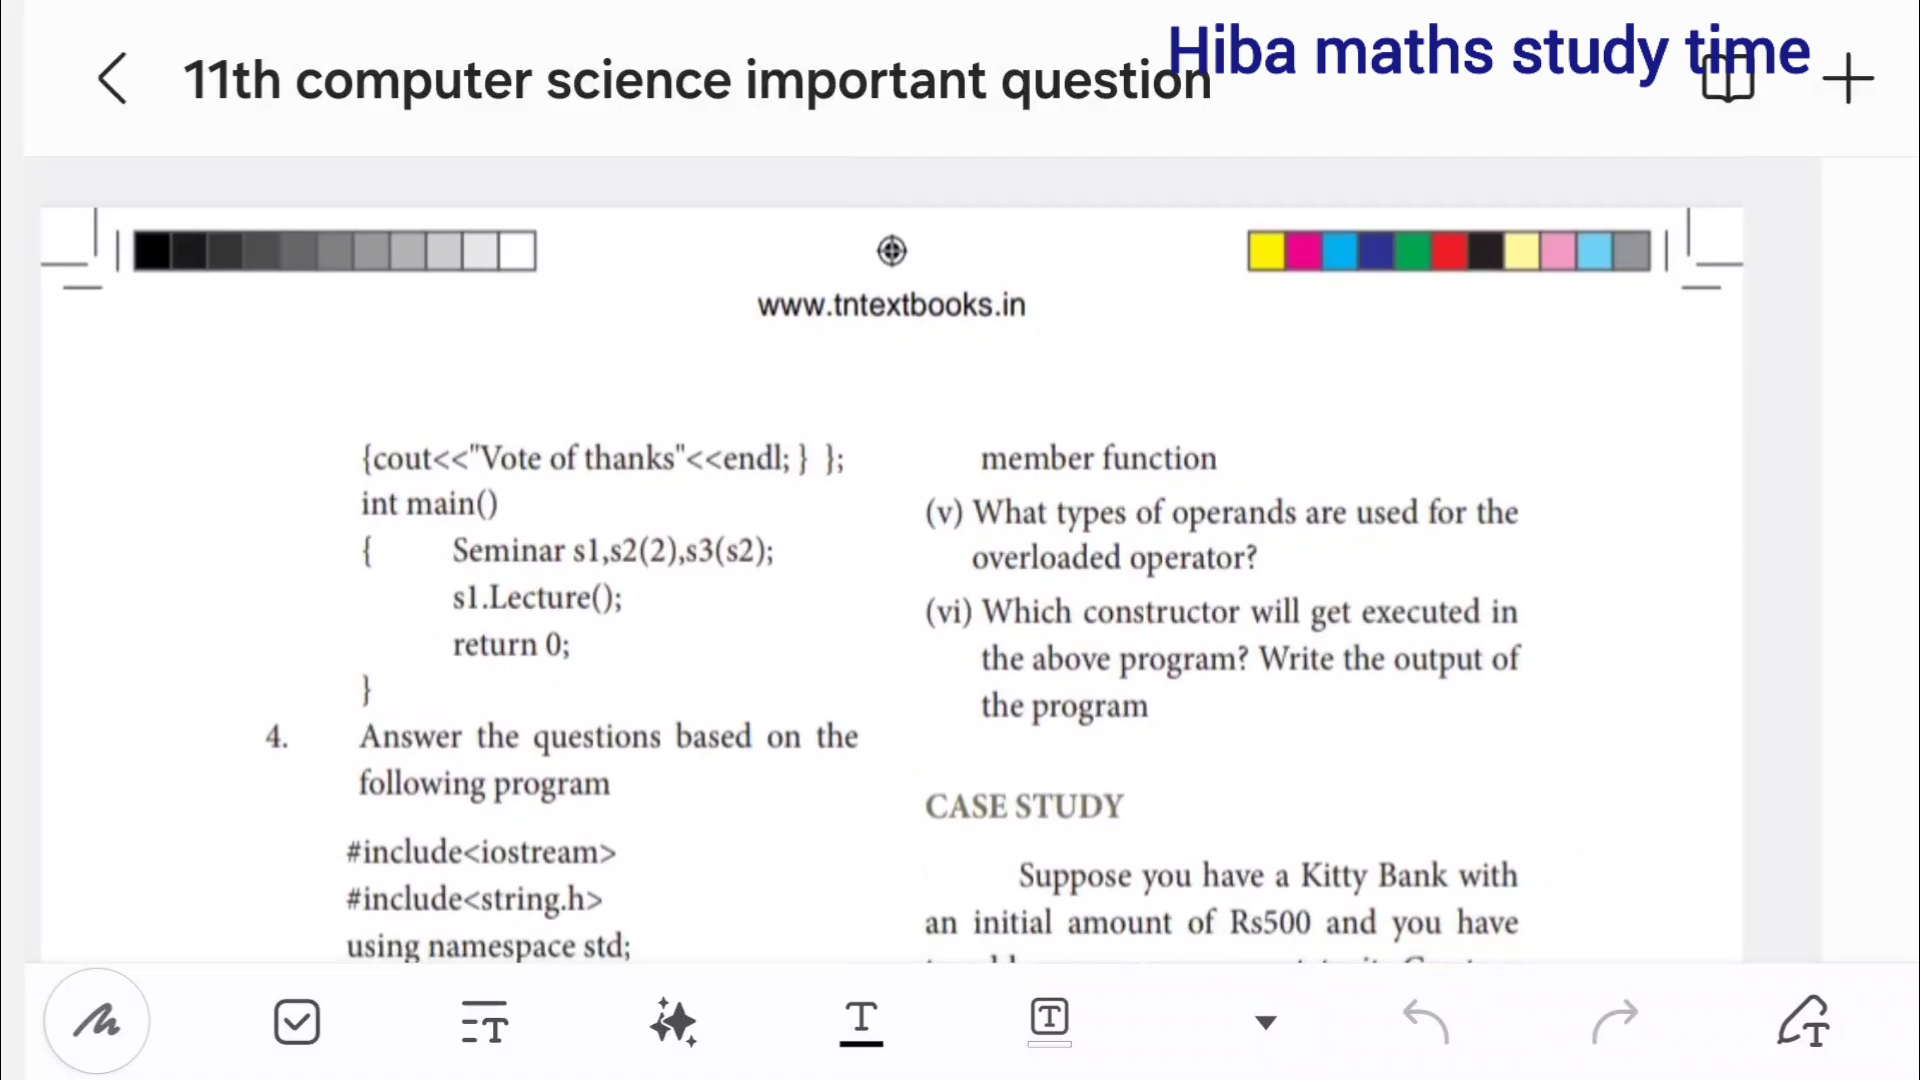 Hiba maths study time
11th computer science important question
www.tntextbooks.in
{cout<<"Vote of thanks"<<endl; } };
int main()
{ Seminar s1,s2(2),s3(s2);
s1.Lecture();
return 0;
}
4. Answer the questions based on the
following program
#include<iostream>
#include<string.h>
using namespace std;
member function
(v) What types of operands are used for the
overloaded operator?
(vi) Which constructor will get executed in
the above program? Write the output of
the program
CASE STUDY
Suppose you have a Kitty Bank with
an initial amount of Rs500 and you have